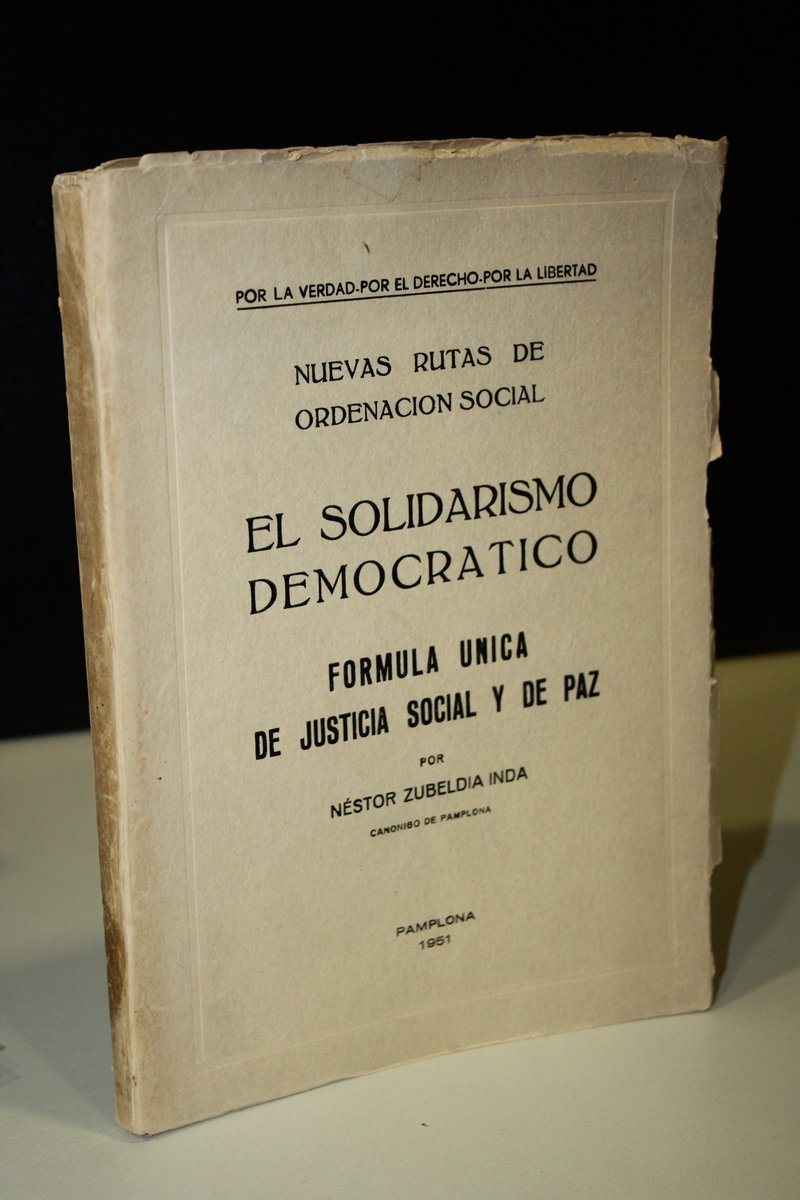 POR LA VERDAD-POR EL DERECHO-POR LA LIBERTAD
NUEVAS RUTAS DE
ORDENACION SOCIAL
EL SOLIDARISMO
DEMOCRATICO
FORMULA UNICA
DE JUSTICIA SOCIAL Y DE PAZ
POR
NÉSTOR ZUBELDIA INDA
CANONIGO DE PAMPLONA
PAMPLONA
1951